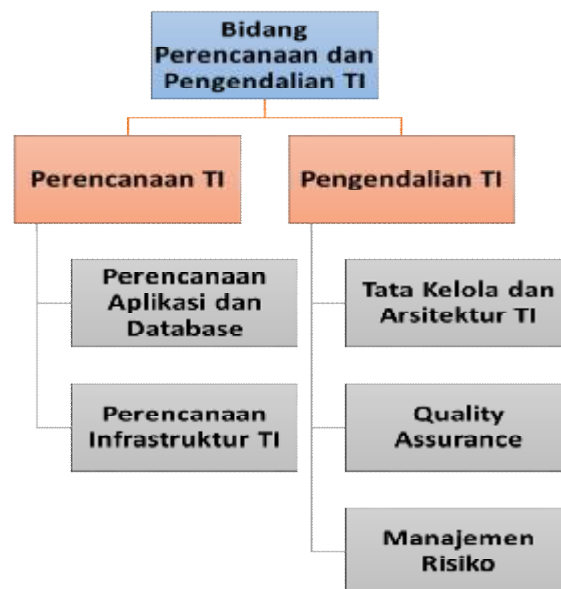 Bidang
Perencanaan dan
Pengendalian TI
Perencanaan TI
Pengendalian TI
Perencanaan
Aplikasi dan
Database
Tata Kelola dan
Arsitektur TI
Perencanaan
Infrastruktur TI
Quality
Assurance
Manajemen
Risiko